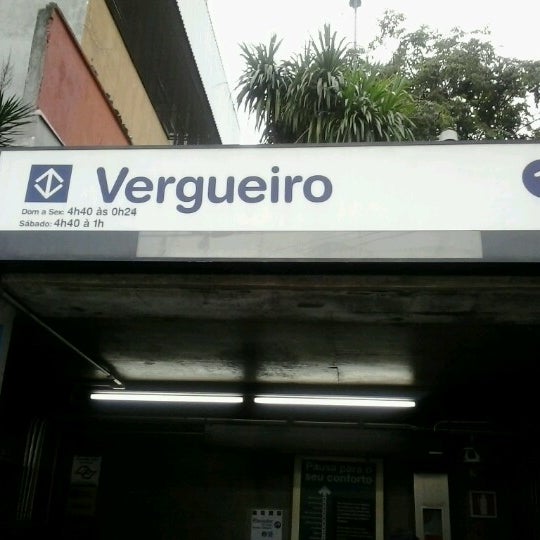 Vergueiro
Dom a Sex: 4h40 às 0h24
Sábado: 4h40 à 1h
Pausa para o
seu conforto